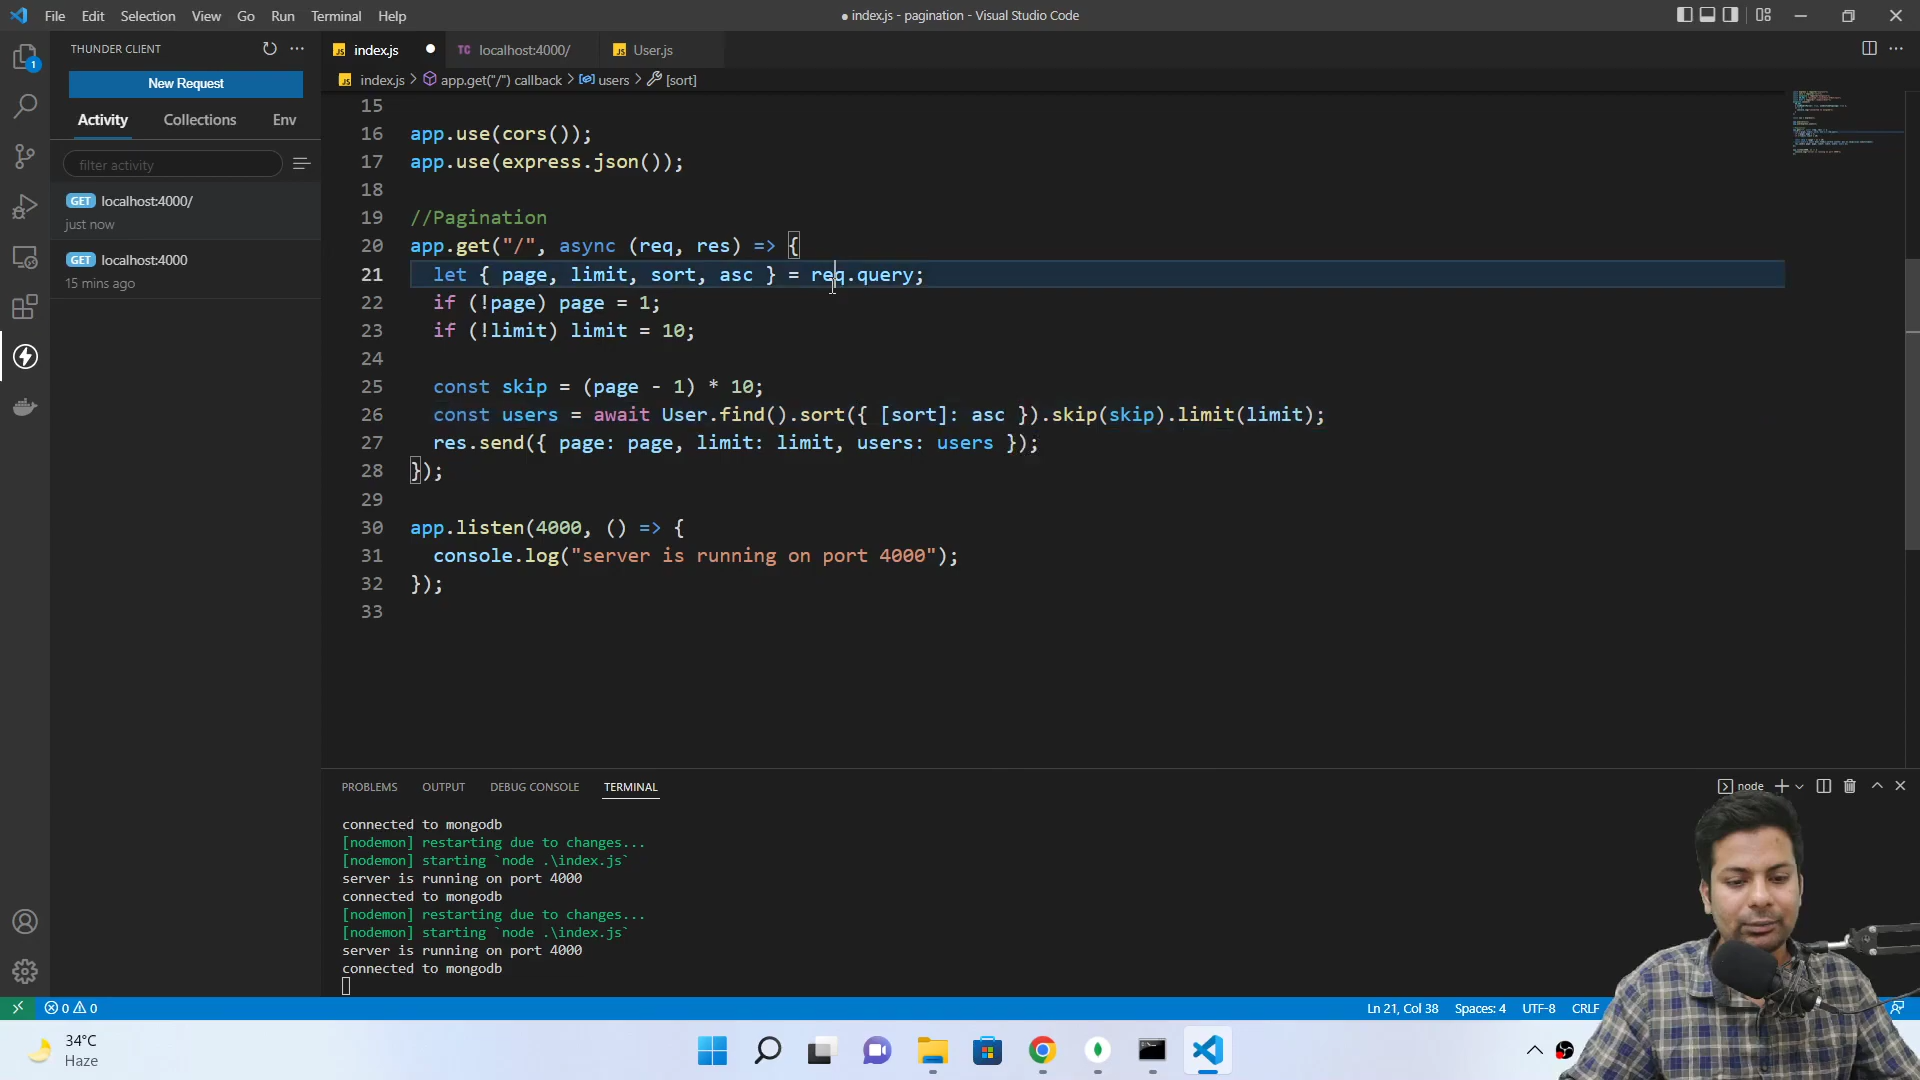 File Edit Selection View Go Run Terminal Help
● index.js - pagination - Visual Studio Code
THUNDER CLIENT
New Request
Activity Collections Env
filter activity
GET localhost:4000/
just now
GET localhost:4000
15 mins ago
JS index.js ● TC localhost:4000/ JS User.js
JS index.js > app.get("/") callback > users > [sort]
15
16 app.use(cors());
17 app.use(express.json());
18
19 //Pagination
20 app.get("/", async (req, res) => {
21 let { page, limit, sort, asc } = req.query;
22 if (!page) page = 1;
23 if (!limit) limit = 10;
24
25 const skip = (page - 1) * 10;
26 const users = await User.find().sort({ [sort]: asc }).skip(skip).limit(limit);
27 res.send({ page: page, limit: limit, users: users });
28 });
29
30 app.listen(4000, () => {
31 console.log("server is running on port 4000");
32 });
33
PROBLEMS OUTPUT DEBUG CONSOLE TERMINAL
node
connected to mongodb
[nodemon] restarting due to changes...
[nodemon] starting `node .\index.js`
server is running on port 4000
connected to mongodb
[nodemon] restarting due to changes...
[nodemon] starting `node .\index.js`
server is running on port 4000
connected to mongodb
1
0 0
Ln 21, Col 38 Spaces: 4 UTF-8 CRLF
34°C
Haze